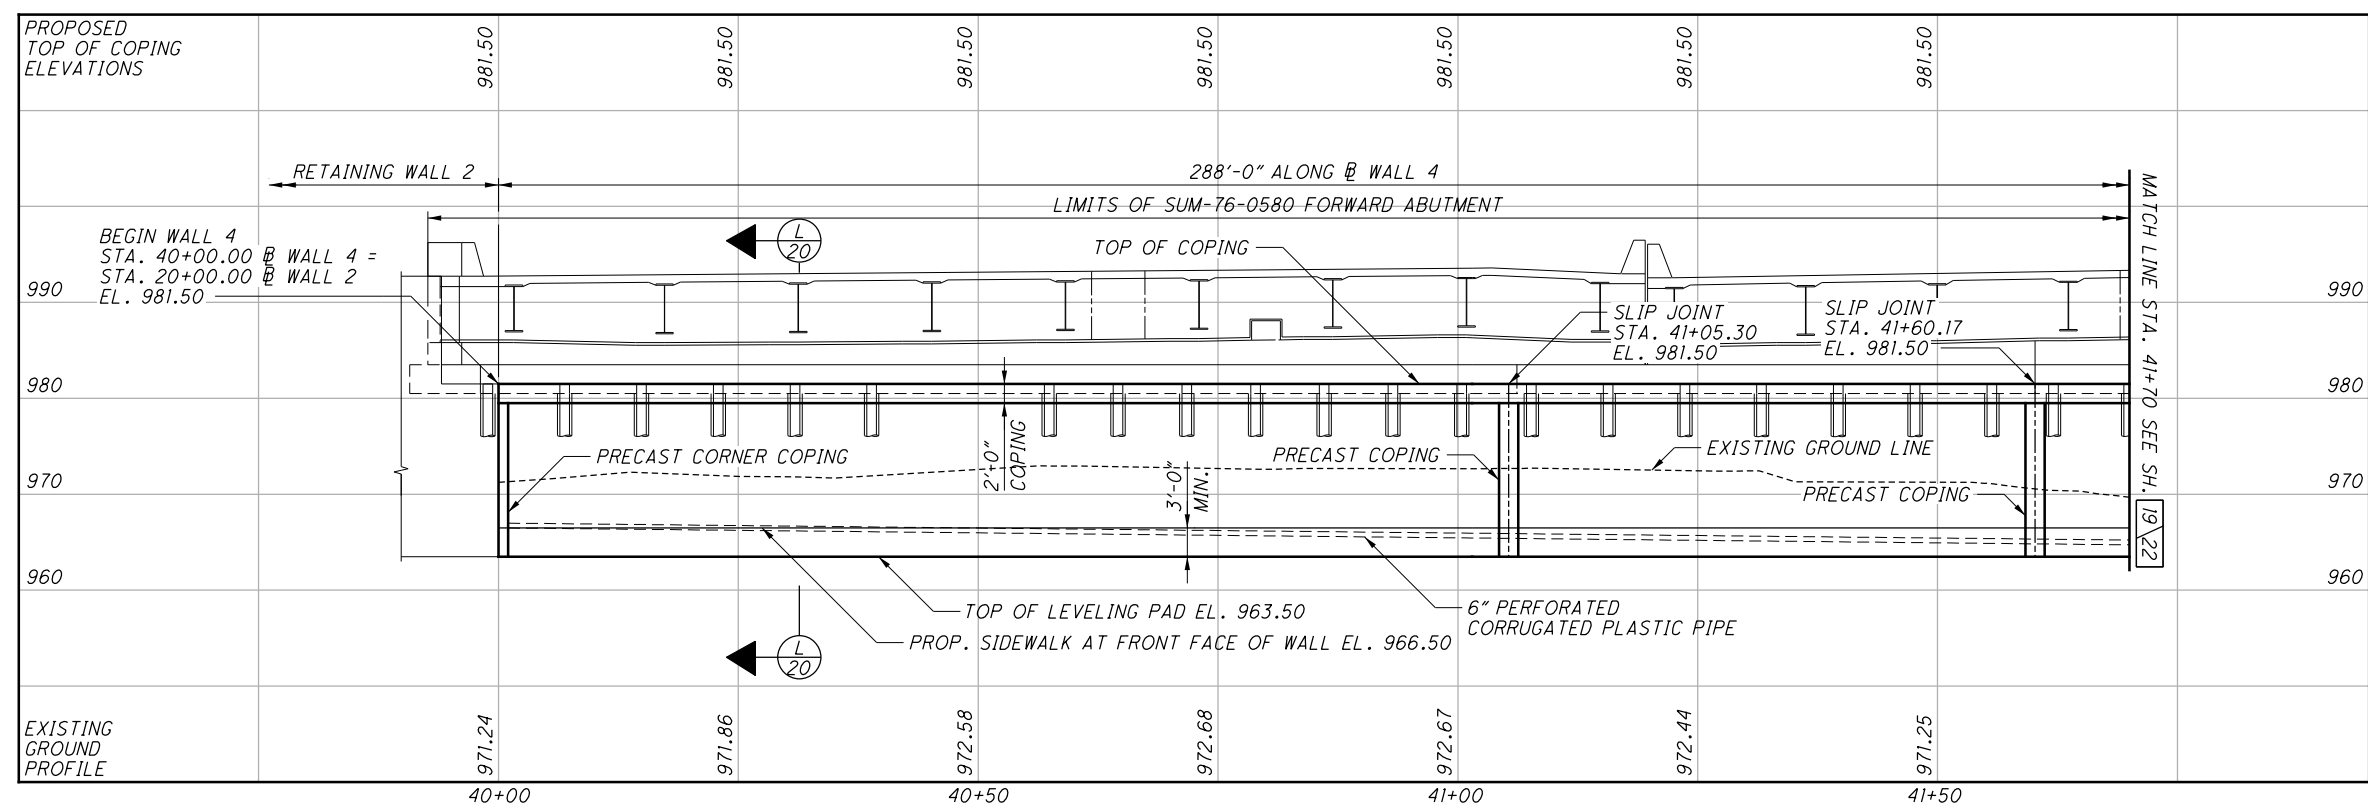 PROPOSED
TOP OF COPING
ELEVATIONS
981.50
981.50
981.50
981.50
981.50
981.50
981.50
RETAINING WALL 2
288'-0" ALONG ⅊ WALL 4
LIMITS OF SUM-76-0580 FORWARD ABUTMENT
BEGIN WALL 4
STA. 40+00.00 ⅊ WALL 4 =
STA. 20+00.00 ⅊ WALL 2
EL. 981.50
L
20
TOP OF COPING
SLIP JOINT
STA. 41+05.30
EL. 981.50
SLIP JOINT
STA. 41+60.17
EL. 981.50
MATCH LINE STA. 41+70 SEE SH.
19
22
990
990
980
980
970
970
960
960
PRECAST CORNER COPING
2'-0"
COPING
3'-0"
MIN.
PRECAST COPING
EXISTING GROUND LINE
PRECAST COPING
TOP OF LEVELING PAD EL. 963.50
PROP. SIDEWALK AT FRONT FACE OF WALL EL. 966.50
6" PERFORATED
CORRUGATED PLASTIC PIPE
L
20
EXISTING
GROUND
PROFILE
971.24
971.86
972.58
972.68
972.67
972.44
971.25
40+00
40+50
41+00
41+50